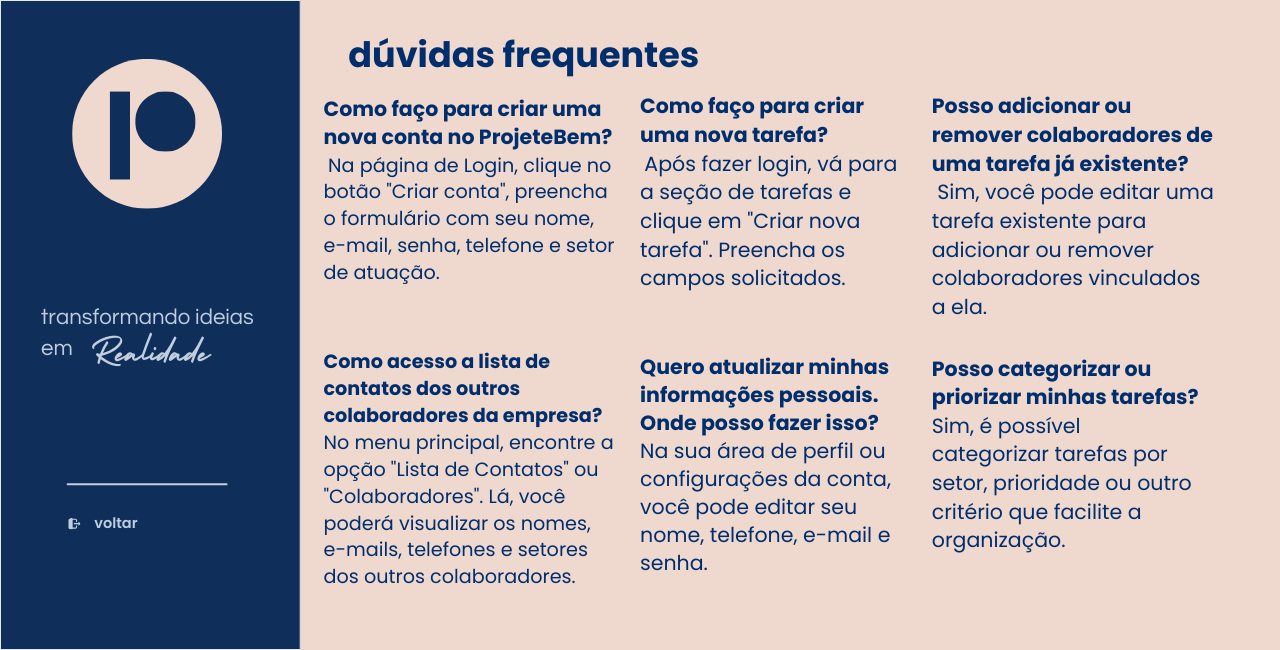 transformando ideias
em Realidade
voltar
dúvidas frequentes
Como faço para criar uma
nova conta no ProjeteBem?
Na página de Login, clique no
botão "Criar conta", preencha
o formulário com seu nome,
e-mail, senha, telefone e setor
de atuação.
Como faço para criar
uma nova tarefa?
Após fazer login, vá para
a seção de tarefas e
clique em "Criar nova
tarefa". Preencha os
campos solicitados.
Posso adicionar ou
remover colaboradores de
uma tarefa já existente?
Sim, você pode editar uma
tarefa existente para
adicionar ou remover
colaboradores vinculados
a ela.
Como acesso a lista de
contatos dos outros
colaboradores da empresa?
No menu principal, encontre a
opção "Lista de Contatos" ou
"Colaboradores". Lá, você
poderá visualizar os nomes,
e-mails, telefones e setores
dos outros colaboradores.
Quero atualizar minhas
informações pessoais.
Onde posso fazer isso?
Na sua área de perfil ou
configurações da conta,
você pode editar seu
nome, telefone, e-mail e
senha.
Posso categorizar ou
priorizar minhas tarefas?
Sim, é possível
categorizar tarefas por
setor, prioridade ou outro
critério que facilite a
organização.